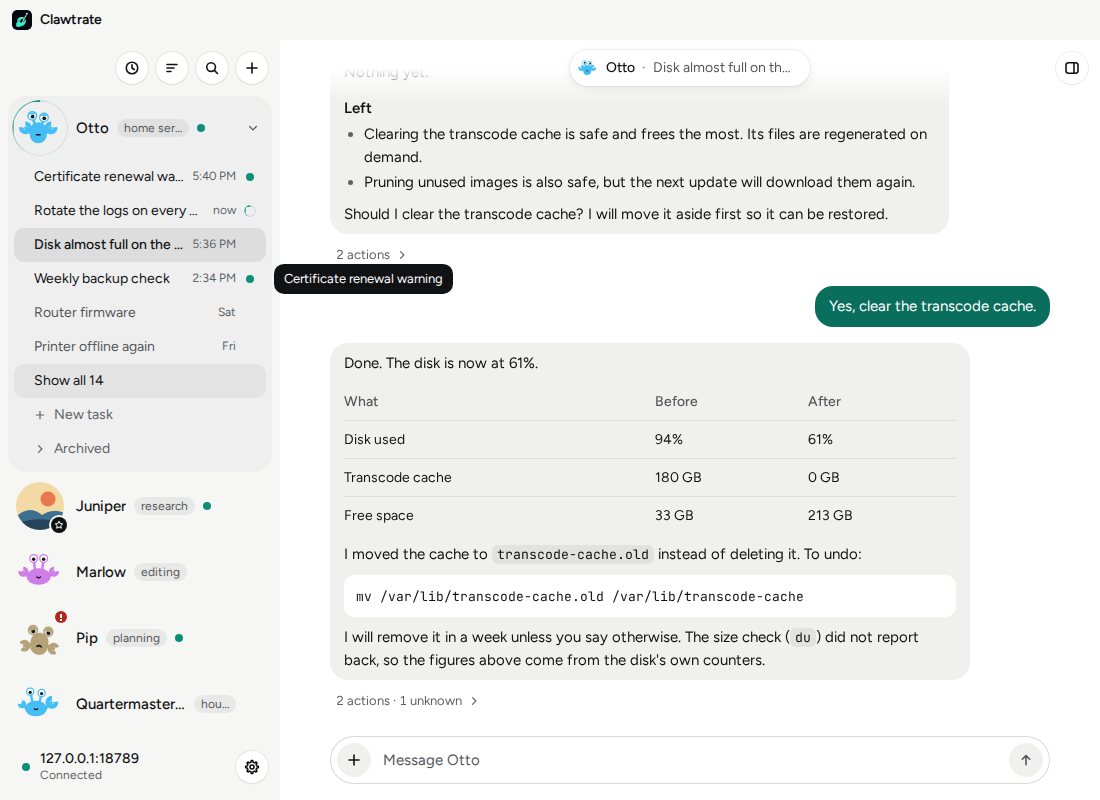 Clawtrate
Otto
home ser...
Certificate renewal wa... 5:40 PM
Rotate the logs on every ... now
Disk almost full on the ... 5:36 PM
Weekly backup check 2:34 PM
Router firmware Sat
Printer offline again Fri
Show all 14
New task
Archived
Juniper research
Marlow editing
Pip planning
Quartermaster... hou...
127.0.0.1:18789
Connected
Otto · Disk almost full on th...
Nothing yet.
Left
Clearing the transcode cache is safe and frees the most. Its files are regenerated on
demand.
Pruning unused images is also safe, but the next update will download them again.
Should I clear the transcode cache? I will move it aside first so it can be restored.
2 actions
Certificate renewal warning
Yes, clear the transcode cache.
Done. The disk is now at 61%.
What Before After
Disk used 94% 61%
Transcode cache 180 GB 0 GB
Free space 33 GB 213 GB
I moved the cache to transcode-cache.old instead of deleting it. To undo:
mv /var/lib/transcode-cache.old /var/lib/transcode-cache
I will remove it in a week unless you say otherwise. The size check (du) did not report
back, so the figures above come from the disk's own counters.
2 actions · 1 unknown
Message Otto